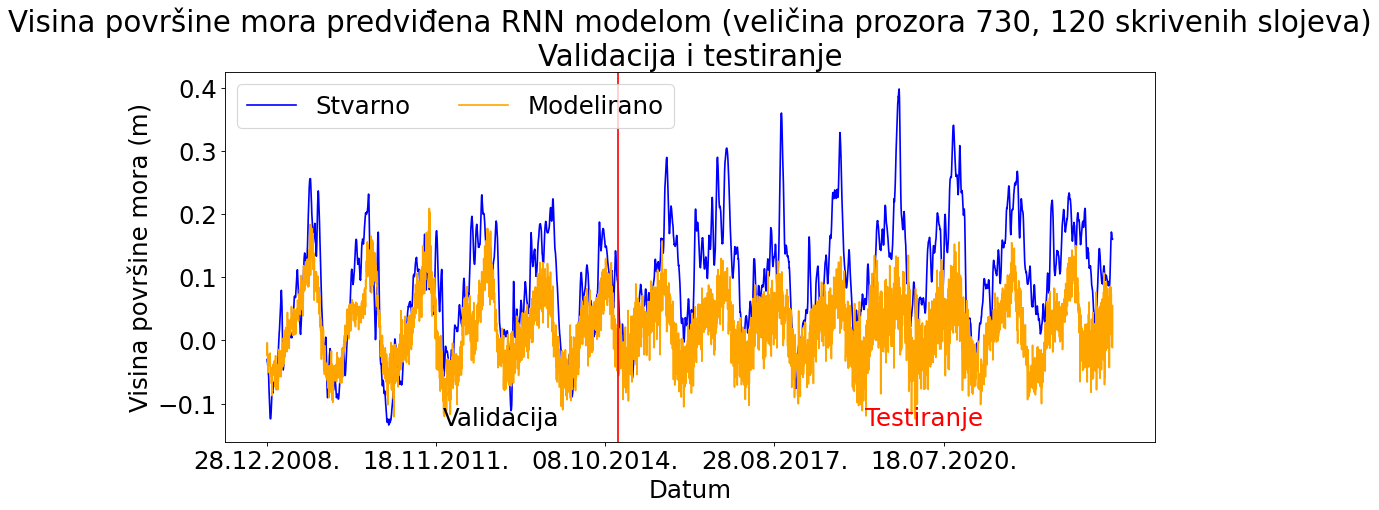 Visina površine mora predviđena RNN modelom (veličina prozora 730, 120 skrivenih slojeva)
Validacija i testiranje
Stvarno Modelirano
Visina površine mora (m)
0.4
0.3
0.2
0.1
0.0
−0.1
Validacija Testiranje
28.12.2008. 18.11.2011. 08.10.2014. 28.08.2017. 18.07.2020.
Datum